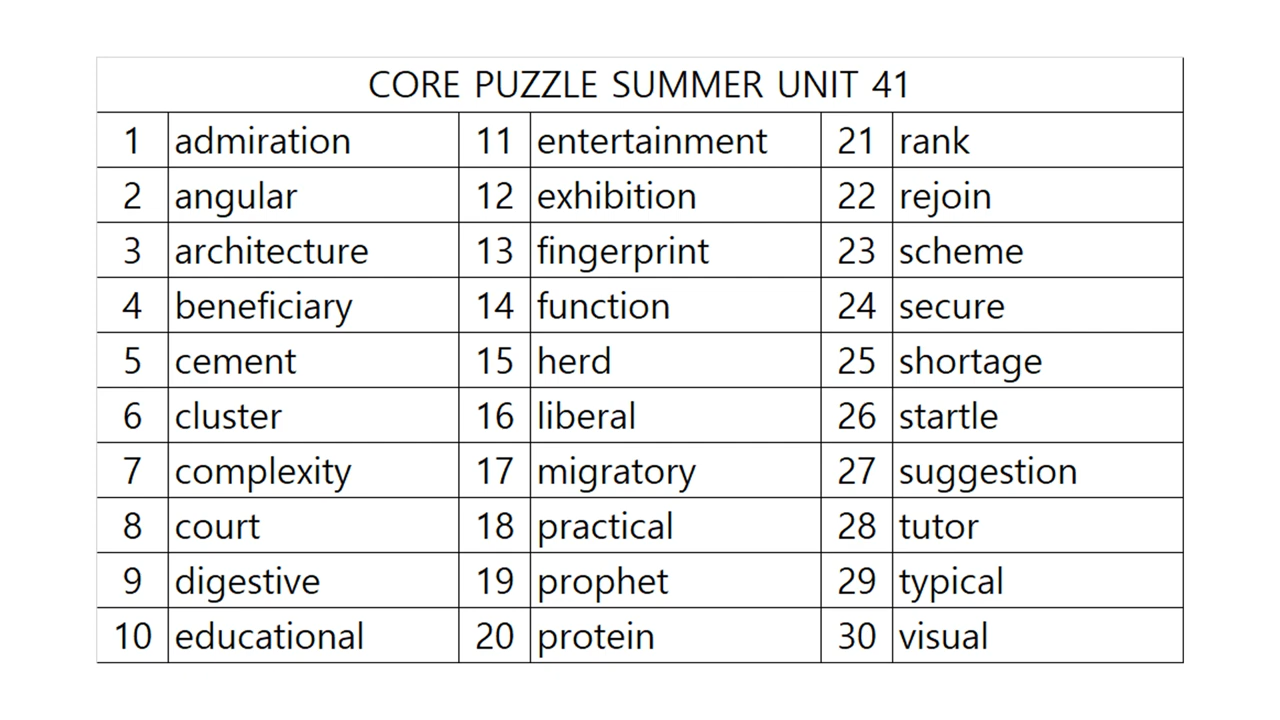 CORE PUZZLE SUMMER UNIT 41
1 admiration 11 entertainment 21 rank
2 angular 12 exhibition 22 rejoin
3 architecture 13 fingerprint 23 scheme
4 beneficiary 14 function 24 secure
5 cement 15 herd 25 shortage
6 cluster 16 liberal 26 startle
7 complexity 17 migratory 27 suggestion
8 court 18 practical 28 tutor
9 digestive 19 prophet 29 typical
10 educational 20 protein 30 visual